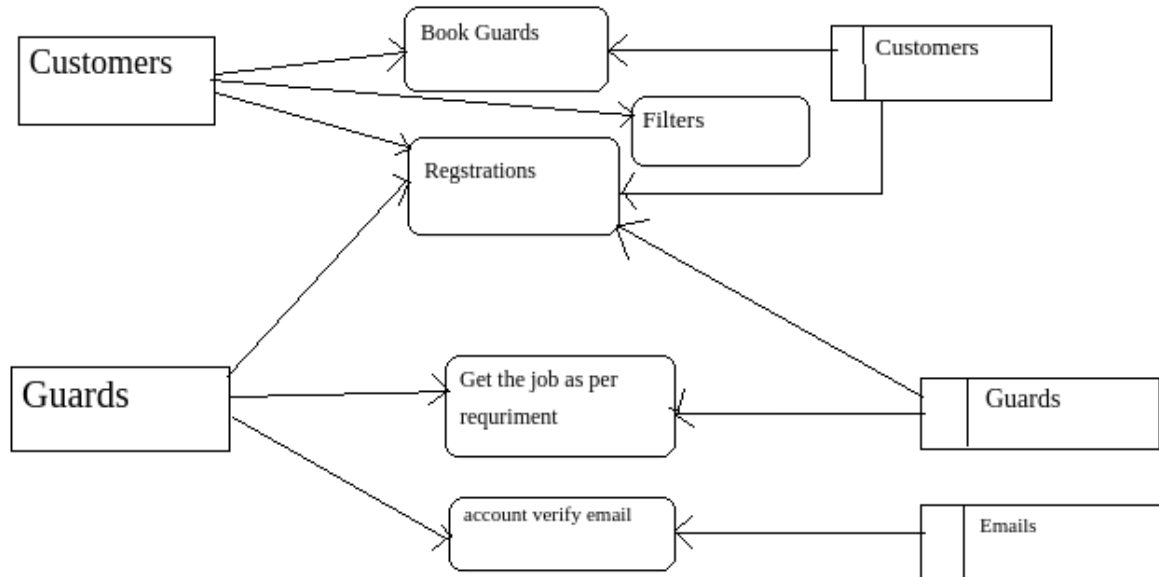 Customers
Book Guards
Customers
Filters
Regstrations
Guards
Get the job as per
requriment
Guards
account verify email
Emails